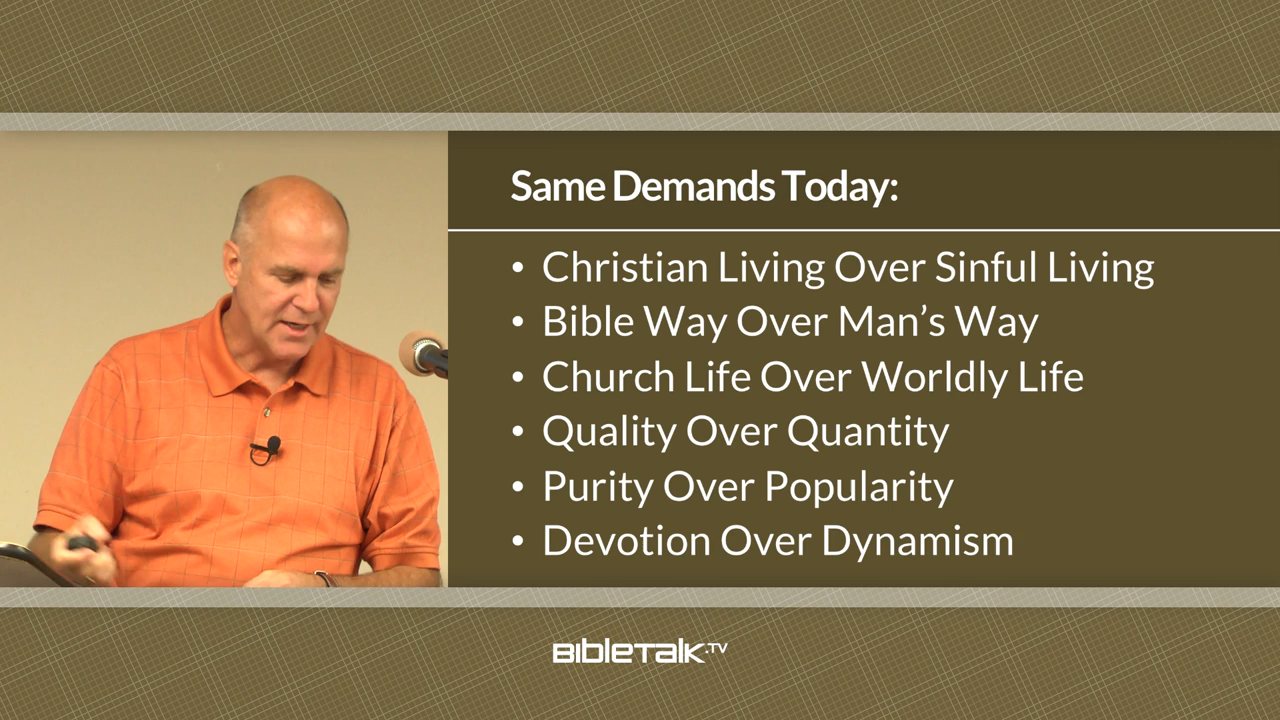 Same Demands Today:
• Christian Living Over Sinful Living
• Bible Way Over Man’s Way
• Church Life Over Worldly Life
• Quality Over Quantity
• Purity Over Popularity
• Devotion Over Dynamism
BibleTalk.TV